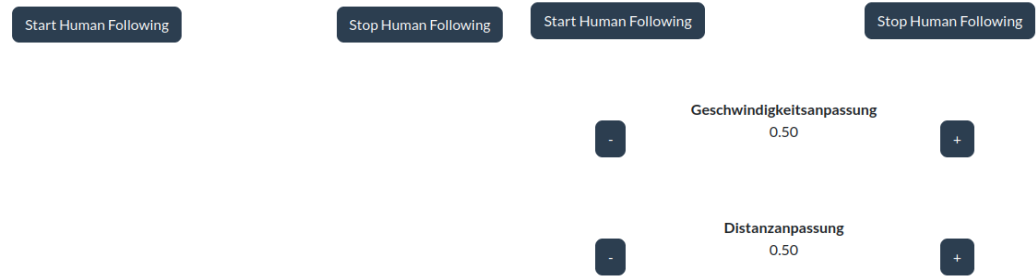 Start Human Following
Stop Human Following
Start Human Following
Stop Human Following
Geschwindigkeitsanpassung
-
0.50
+
Distanzanpassung
-
0.50
+